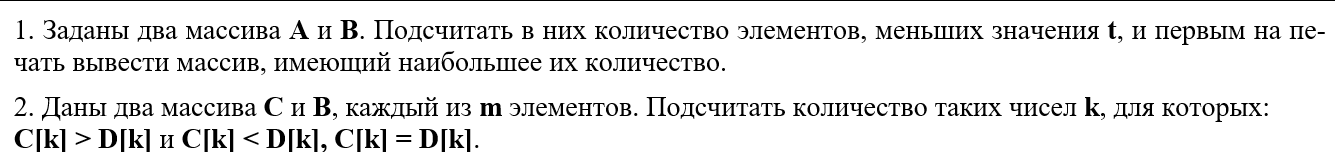 1. Заданы два массива A и B. Подсчитать в них количество элементов, меньших значения t, и первым на пе-
чать вывести массив, имеющий наибольшее их количество.
2. Даны два массива C и B, каждый из m элементов. Подсчитать количество таких чисел k, для которых:
C[k] > D[k] и C[k] < D[k], C[k] = D[k].